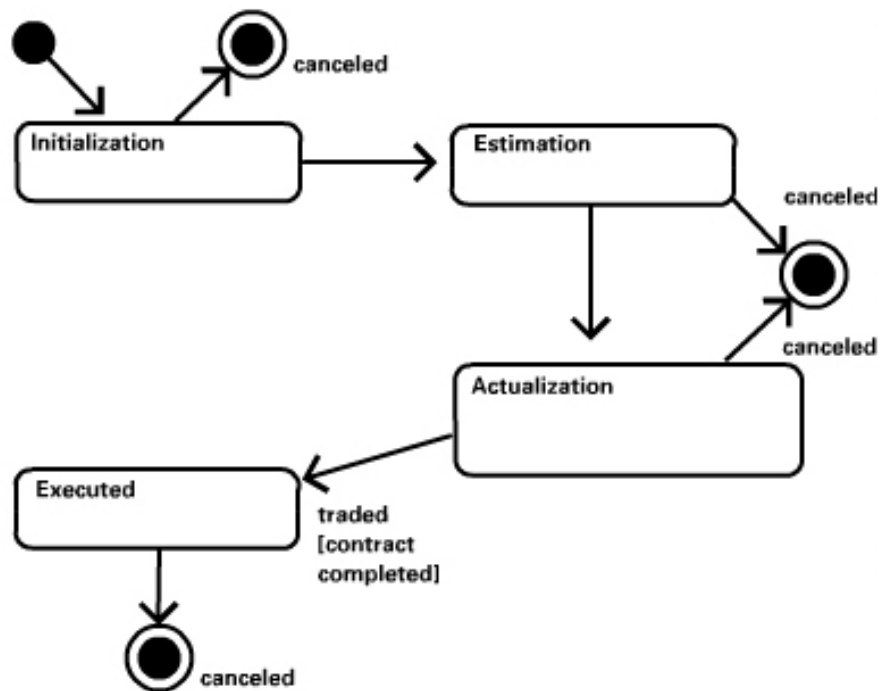 canceled
Initialization
Estimation
canceled
canceled
Actualization
Executed
traded
[contract
completed]
canceled